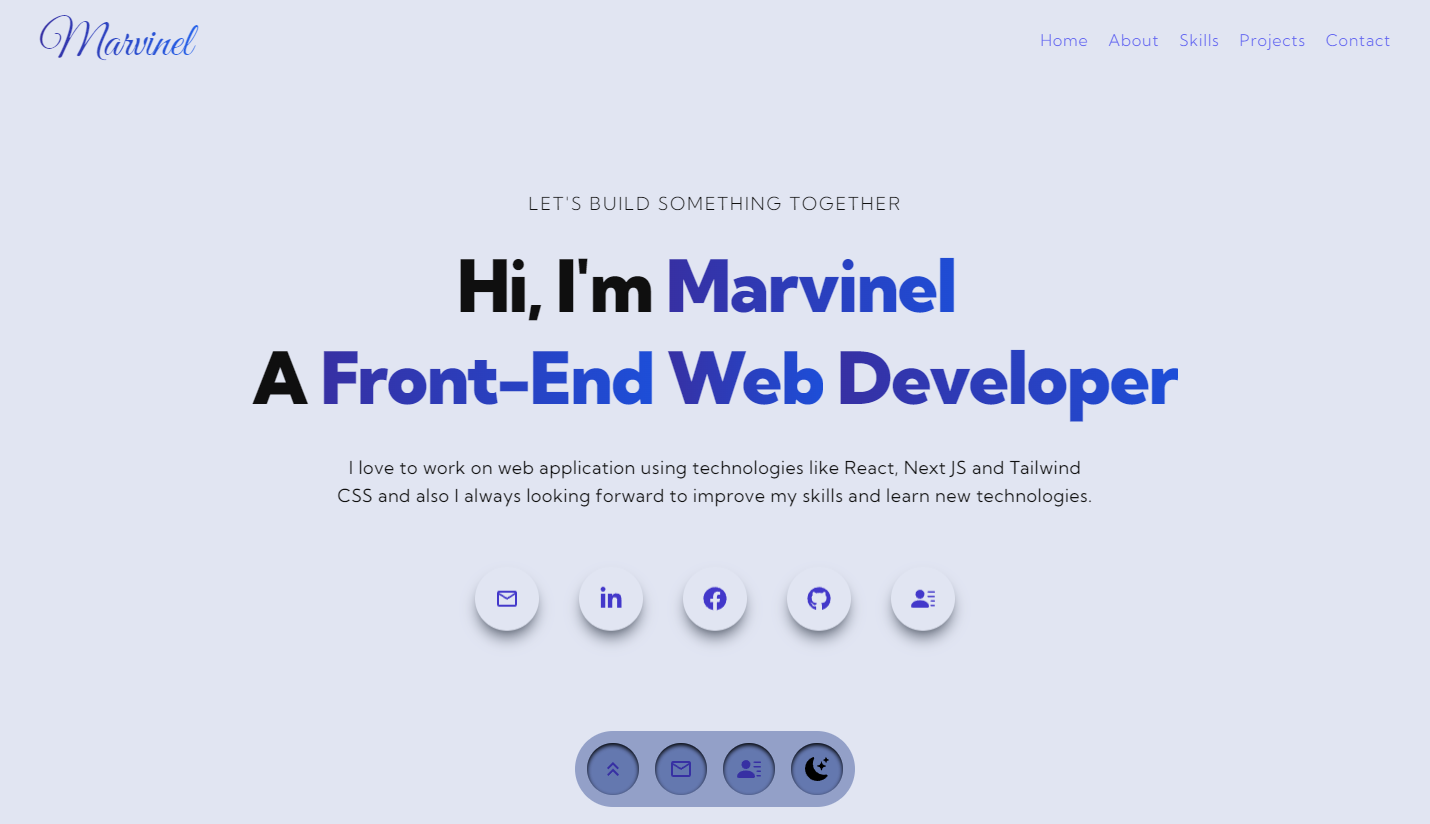 Marvinel
Home About Skills Projects Contact
LET'S BUILD SOMETHING TOGETHER
Hi, I'm Marvinel
A Front-End Web Developer
I love to work on web application using technologies like React, Next JS and Tailwind
CSS and also I always looking forward to improve my skills and learn new technologies.